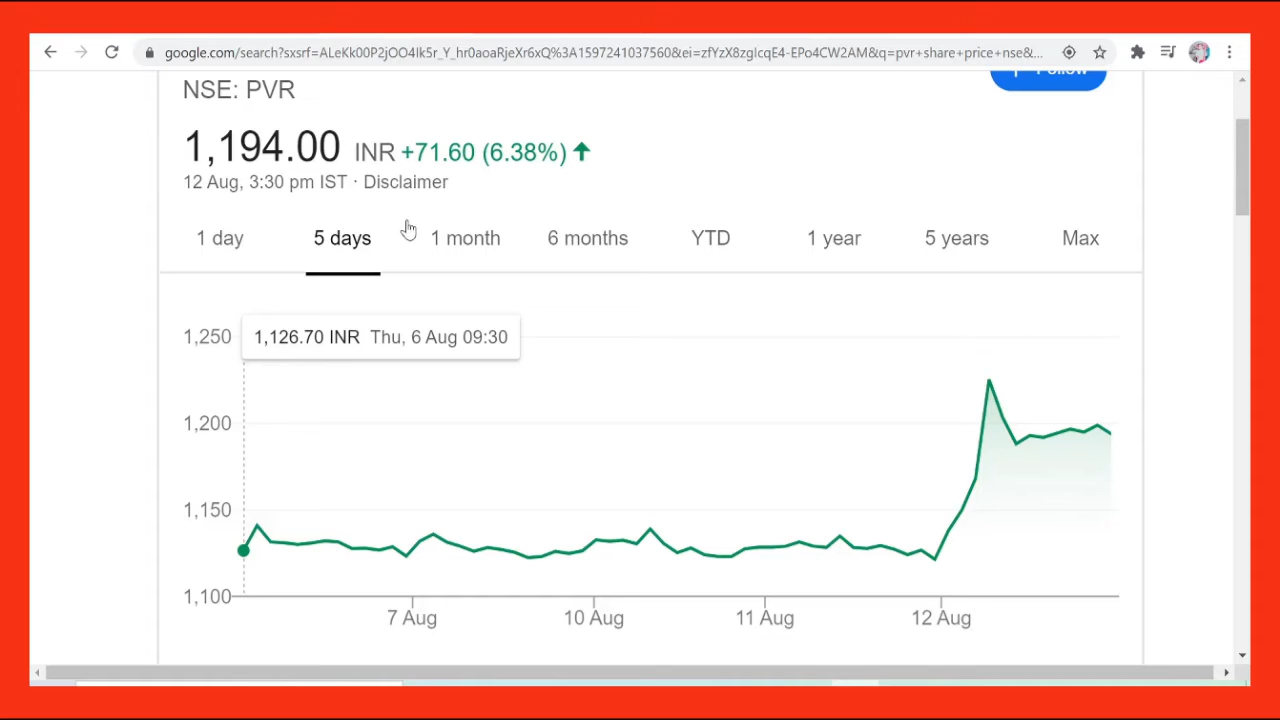 google.com/search?sxsrf=ALeKk00P2jOO4Ik5r_Y_hr0aoaRjeXr6xQ%3A1597241037560&ei=zfYzX8zgIcqE4-EPo4CW2AM&q=pvr+share+price+nse&...
Follow
NSE: PVR
1,194.00 INR +71.60 (6.38%) ↑
12 Aug, 3:30 pm IST · Disclaimer
1 day 5 days 1 month 6 months YTD 1 year 5 years Max
1,250
1,126.70 INR Thu, 6 Aug 09:30
1,200
1,150
1,100
7 Aug 10 Aug 11 Aug 12 Aug